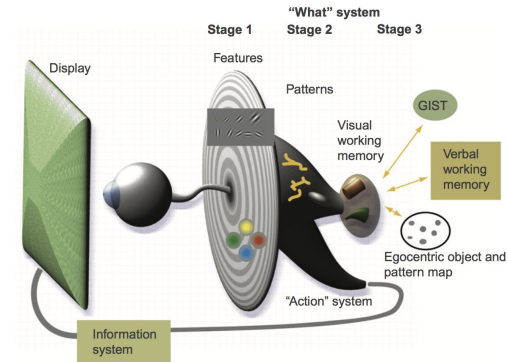 “What” system
Stage 1
Stage 2
Stage 3
Features
Display
Patterns
GIST
Visual
working
memory
Verbal
working
memory
Egocentric object and
pattern map
“Action” system
Information
system